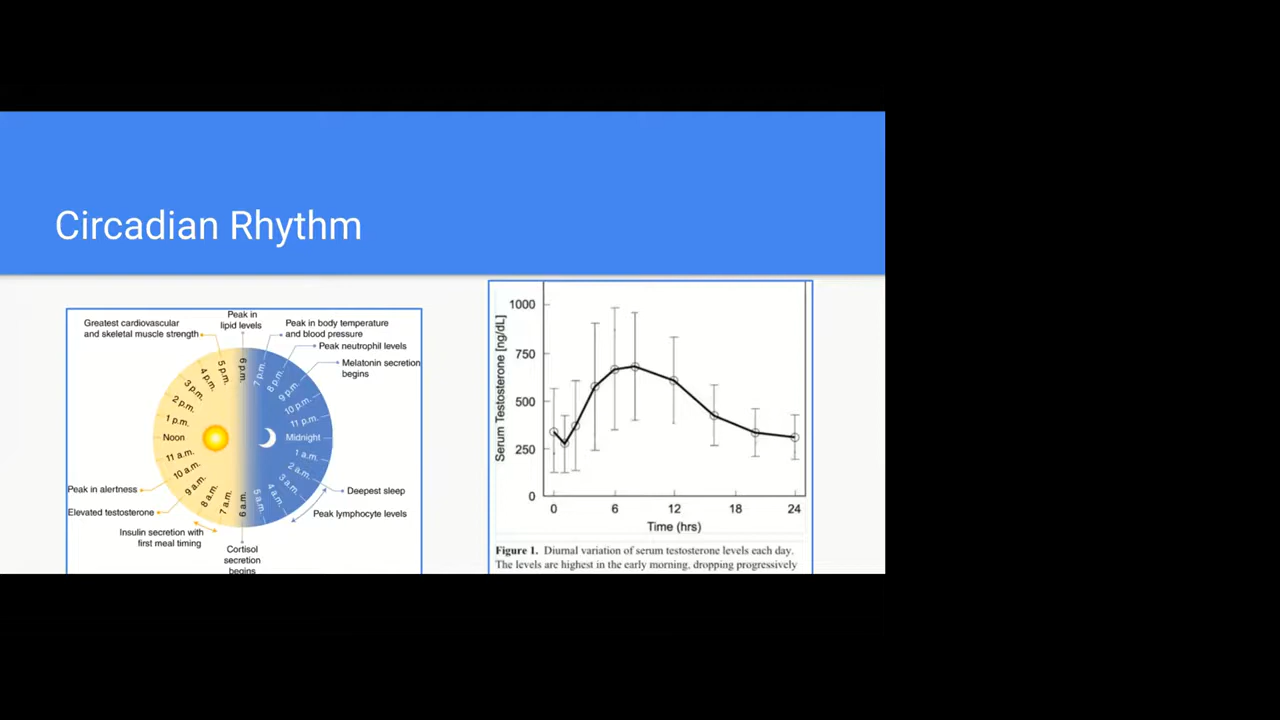 Circadian Rhythm
Peak in
lipid levels
Greatest cardiovascular
and skeletal muscle strength
Peak in body temperature
and blood pressure
Peak neutrophil levels
Melatonin secretion
begins
6 p.m.
5 p.m.
7 p.m.
4 p.m.
8 p.m.
3 p.m.
9 p.m.
2 p.m.
10 p.m.
1 p.m.
11 p.m.
Noon
Midnight
11 a.m.
1 a.m.
10 a.m.
2 a.m.
9 a.m.
3 a.m.
8 a.m.
4 a.m.
7 a.m.
5 a.m.
6 a.m.
Peak in alertness
Deepest sleep
Elevated testosterone
Peak lymphocyte levels
Insulin secretion with
first meal timing
Cortisol
secretion
begins
Serum Testosterone [ng/dL]
1000
750
500
250
0
0 6 12 18 24
Time (hrs)
Figure 1. Diurnal variation of serum testosterone levels each day.
The levels are highest in the early morning, dropping progressively